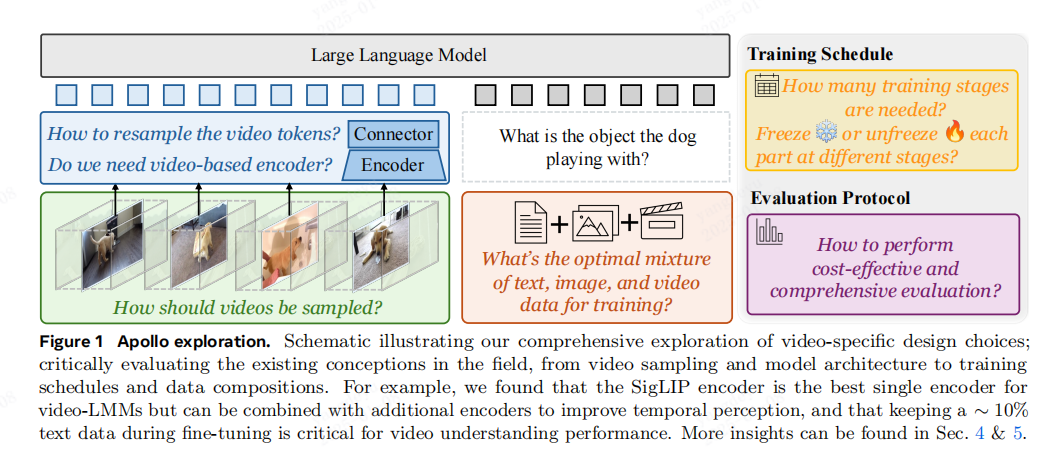 Large Language Model
How to resample the video tokens?
Connector
Do we need video-based encoder?
Encoder
What is the object the dog
playing with?
How should videos be sampled?
What's the optimal mixture
of text, image, and video
data for training?
Training Schedule
How many training stages
are needed?
Freeze ❄️ or unfreeze 🔥 each
part at different stages?
Evaluation Protocol
How to perform
cost-effective and
comprehensive evaluation?
Figure 1 Apollo exploration. Schematic illustrating our comprehensive exploration of video-specific design choices;
critically evaluating the existing conceptions in the field, from video sampling and model architecture to training
schedules and data compositions. For example, we found that the SigLIP encoder is the best single encoder for
video-LMMs but can be combined with additional encoders to improve temporal perception, and that keeping a ∼ 10%
text data during fine-tuning is critical for video understanding performance. More insights can be found in Sec. 4 & 5.